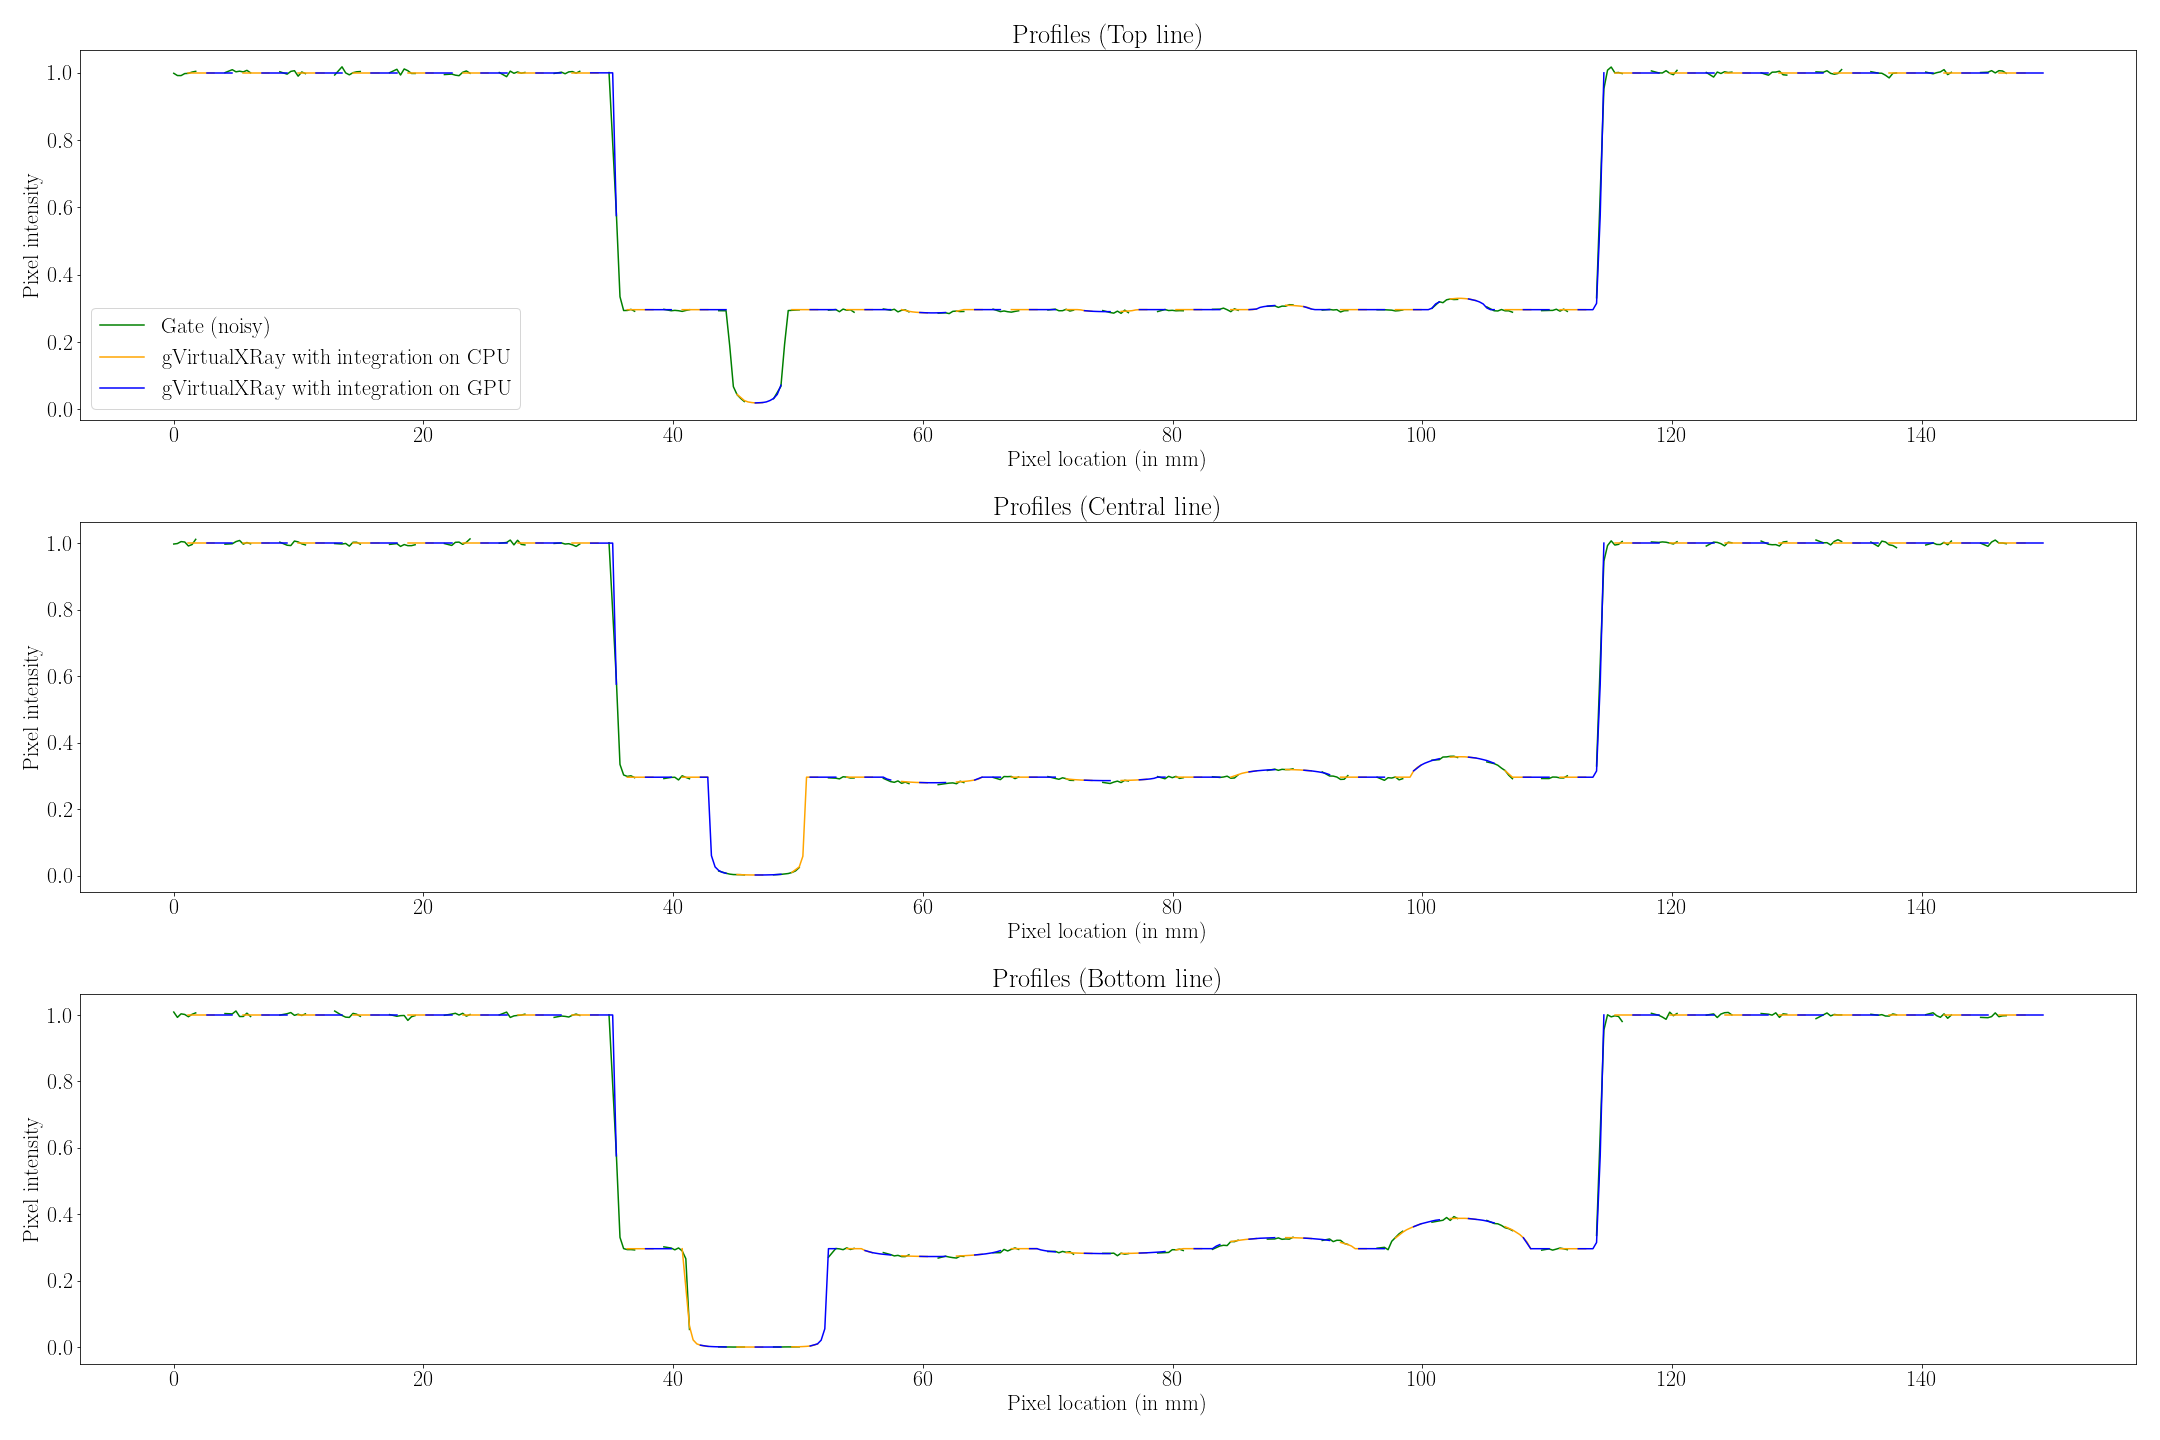 Profiles (Top line)
1.0
0.8
0.6
0.4
0.2
0.0
Pixel intensity
Gate (noisy)
gVirtualXRay with integration on CPU
gVirtualXRay with integration on GPU
0 20 40 60 80 100 120 140
Pixel location (in mm)
Profiles (Central line)
1.0
0.8
0.6
0.4
0.2
0.0
Pixel intensity
0 20 40 60 80 100 120 140
Pixel location (in mm)
Profiles (Bottom line)
1.0
0.8
0.6
0.4
0.2
0.0
Pixel intensity
0 20 40 60 80 100 120 140
Pixel location (in mm)